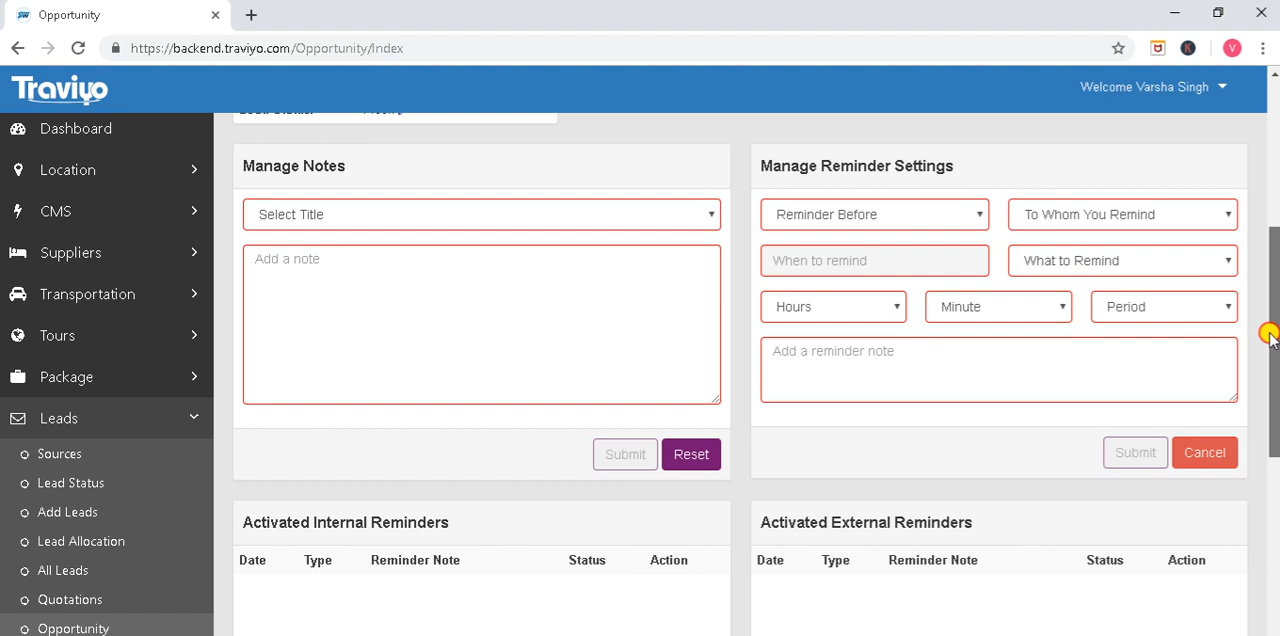 SW Opportunity
https://backend.traviyo.com/Opportunity/Index
K
V
Traviyo
Welcome Varsha Singh
Dashboard
Location
CMS
Suppliers
Transportation
Tours
Package
Leads
Sources
Lead Status
Add Leads
Lead Allocation
All Leads
Quotations
Opportunity
Manage Notes
Select Title
Add a note
Submit Reset
Manage Reminder Settings
Reminder Before To Whom You Remind
When to remind What to Remind
Hours Minute Period
Add a reminder note
Submit Cancel
Activated Internal Reminders
Date Type Reminder Note Status Action
Activated External Reminders
Date Type Reminder Note Status Action